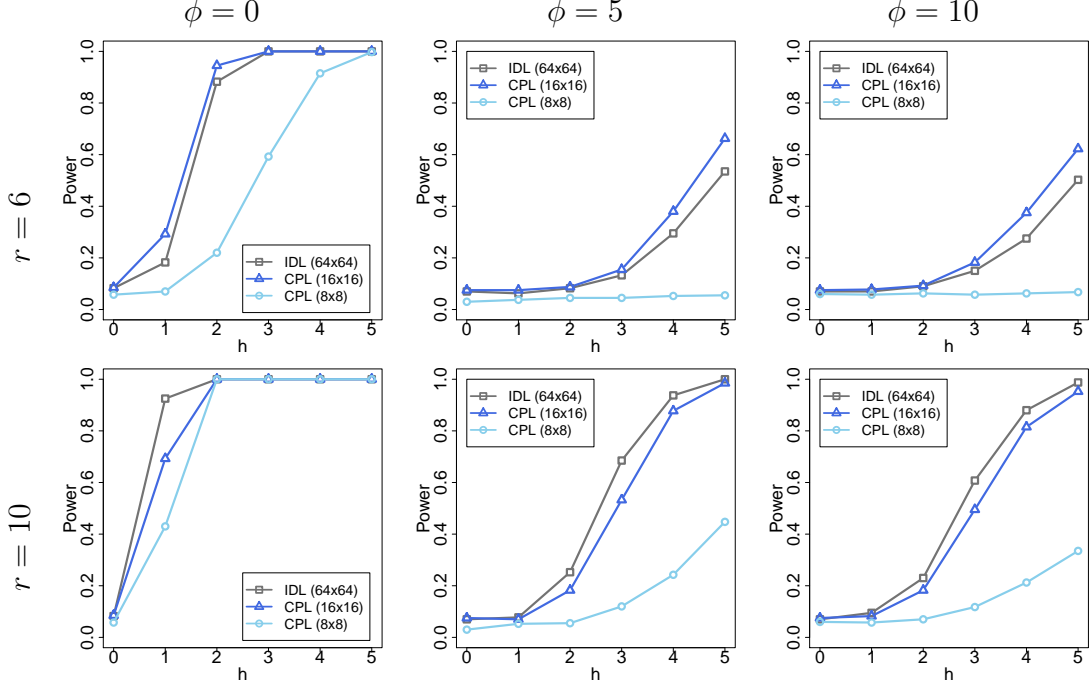 ϕ = 0
ϕ = 5
ϕ = 10
r = 6
Power
0.0 0.2 0.4 0.6 0.8 1.0
IDL (64x64)
CPL (16x16)
CPL (8x8)
0 1 2 3 4 5
h
Power
0.0 0.2 0.4 0.6 0.8 1.0
IDL (64x64)
CPL (16x16)
CPL (8x8)
0 1 2 3 4 5
h
Power
0.0 0.2 0.4 0.6 0.8 1.0
IDL (64x64)
CPL (16x16)
CPL (8x8)
0 1 2 3 4 5
h
r = 10
Power
0.0 0.2 0.4 0.6 0.8 1.0
IDL (64x64)
CPL (16x16)
CPL (8x8)
0 1 2 3 4 5
h
Power
0.0 0.2 0.4 0.6 0.8 1.0
IDL (64x64)
CPL (16x16)
CPL (8x8)
0 1 2 3 4 5
h
Power
0.0 0.2 0.4 0.6 0.8 1.0
IDL (64x64)
CPL (16x16)
CPL (8x8)
0 1 2 3 4 5
h